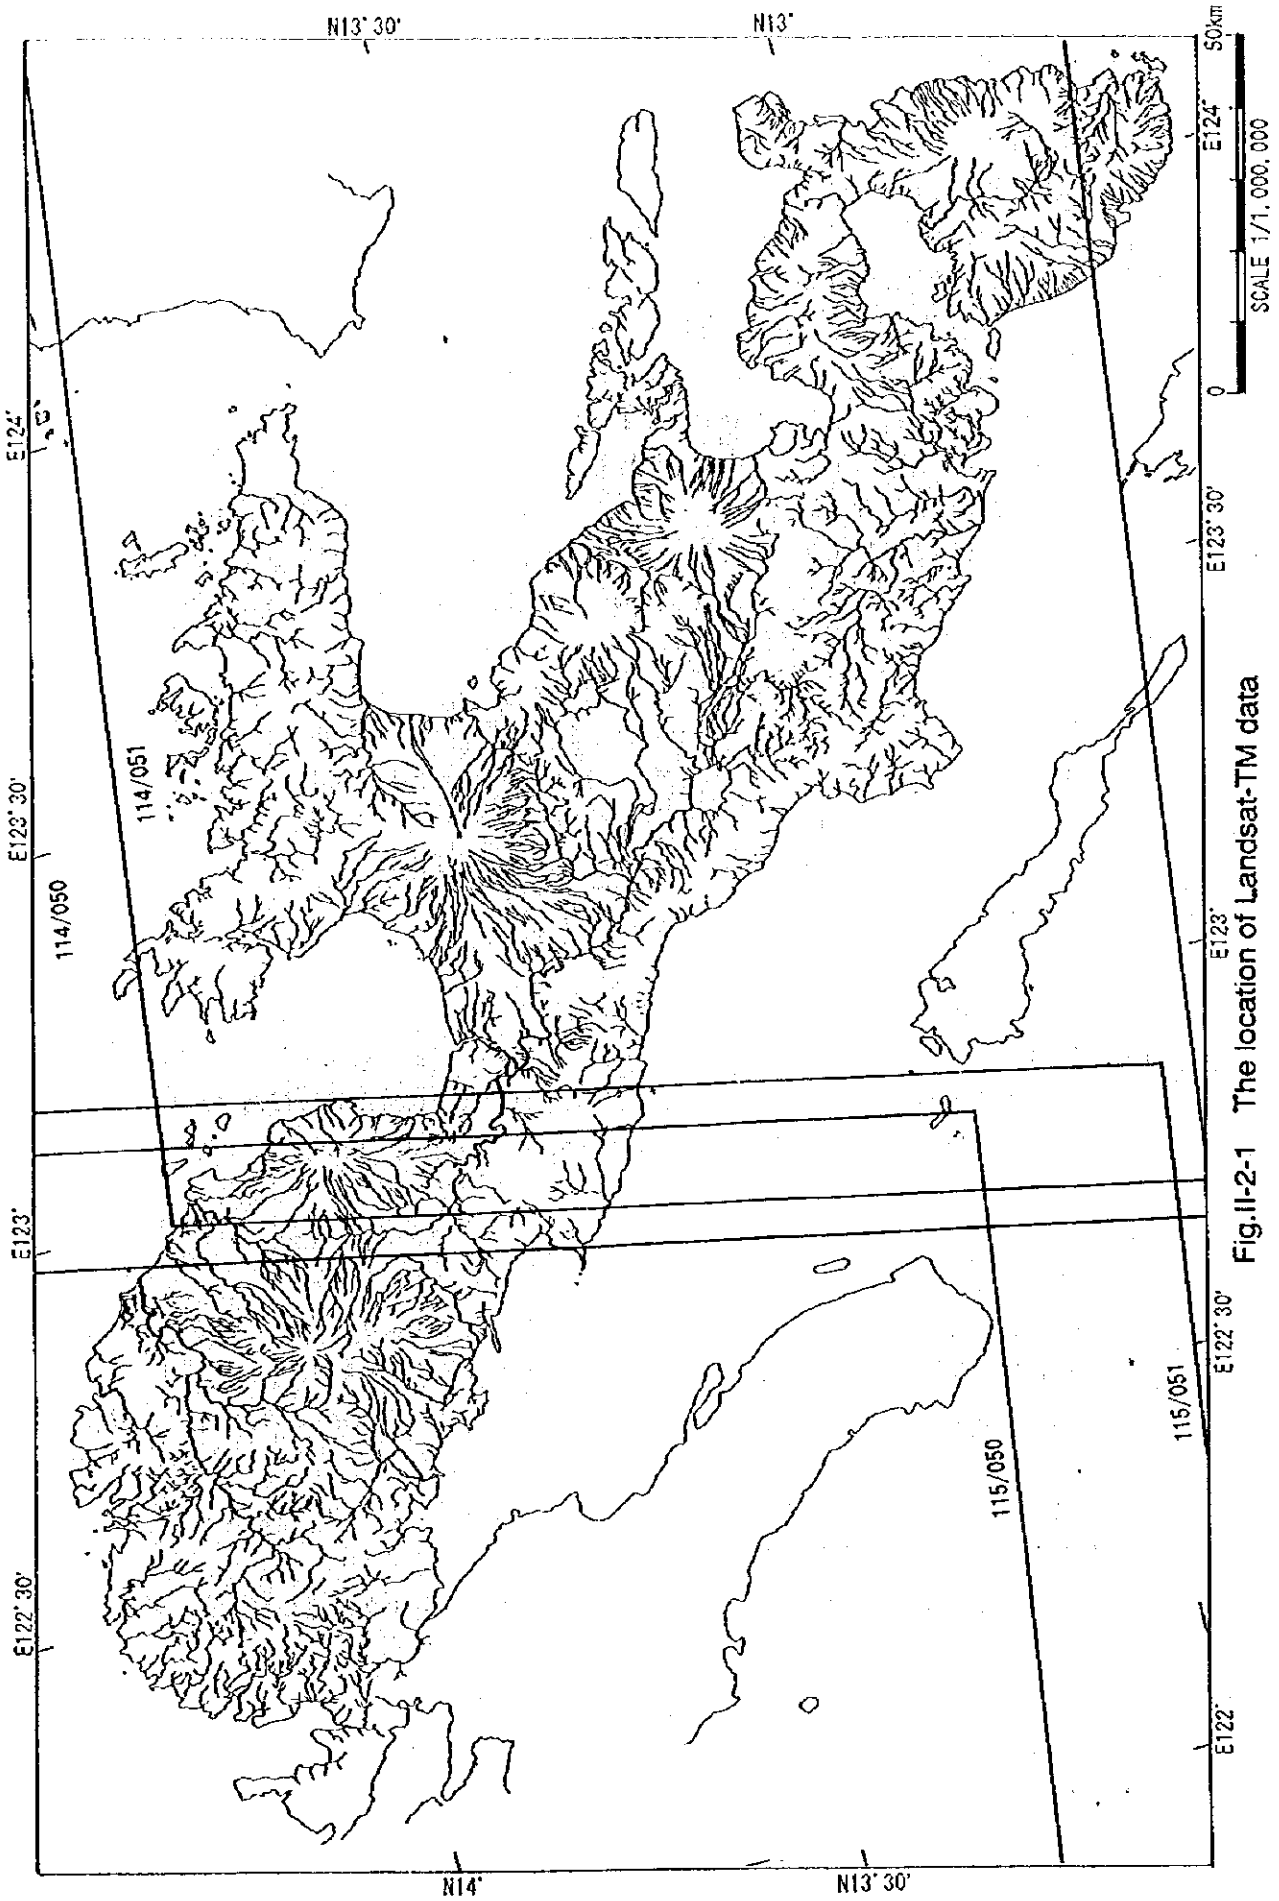 E122° 30'
E123°
E123° 30'
E124'
114/050
114/051
N14°
N13° 30'
N13° 30'
N13°
115/050
115/051
E122°
E122° 30'
E123°
E123° 30'
E124°
0
50km
SCALE 1/1,000,000
Fig.II-2-1 The location of Landsat-TM data